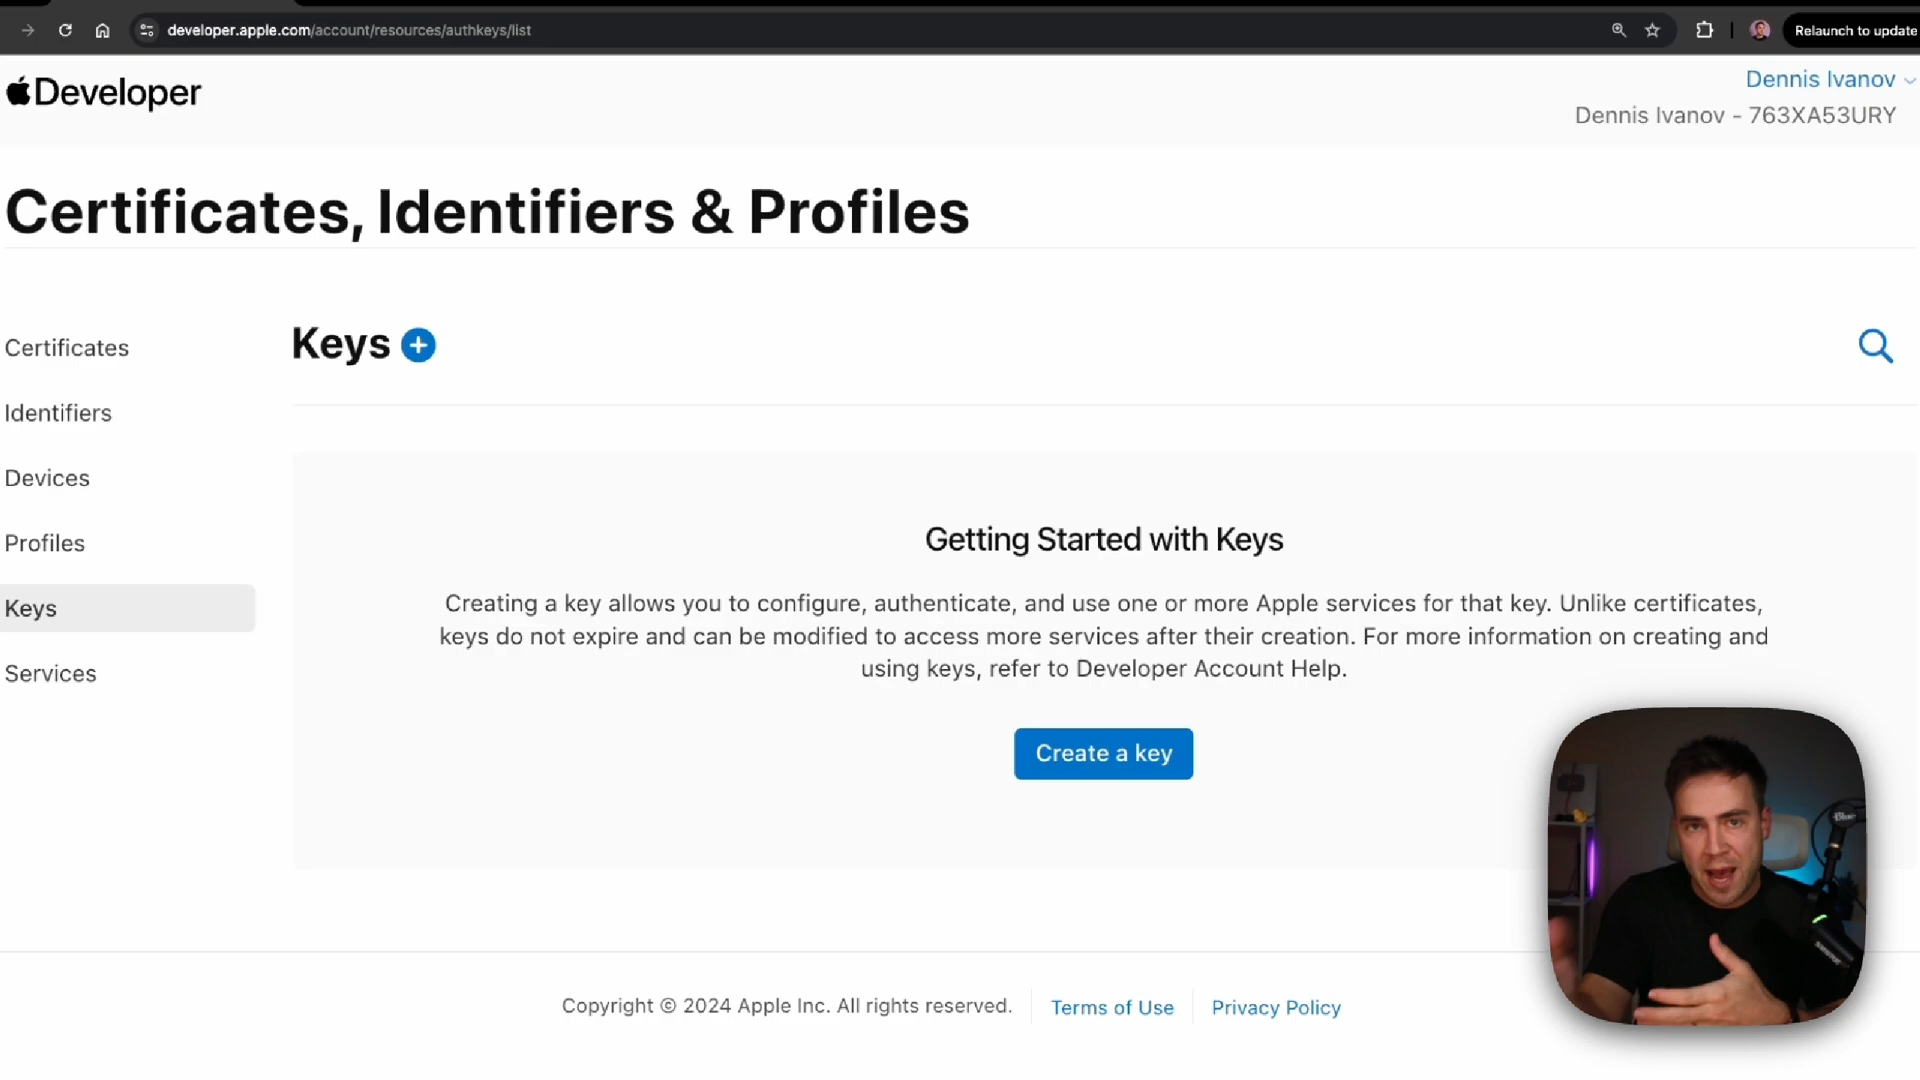 developer.apple.com/account/resources/authkeys/list
Relaunch to update
Developer
Dennis Ivanov
Dennis Ivanov - 763XA53URY
Certificates, Identifiers & Profiles
Certificates
Identifiers
Devices
Profiles
Keys
Services
Keys
Getting Started with Keys
Creating a key allows you to configure, authenticate, and use one or more Apple services for that key. Unlike certificates,
keys do not expire and can be modified to access more services after their creation. For more information on creating and
using keys, refer to Developer Account Help.
Create a key
Blue
Copyright © 2024 Apple Inc. All rights reserved.
Terms of Use
Privacy Policy